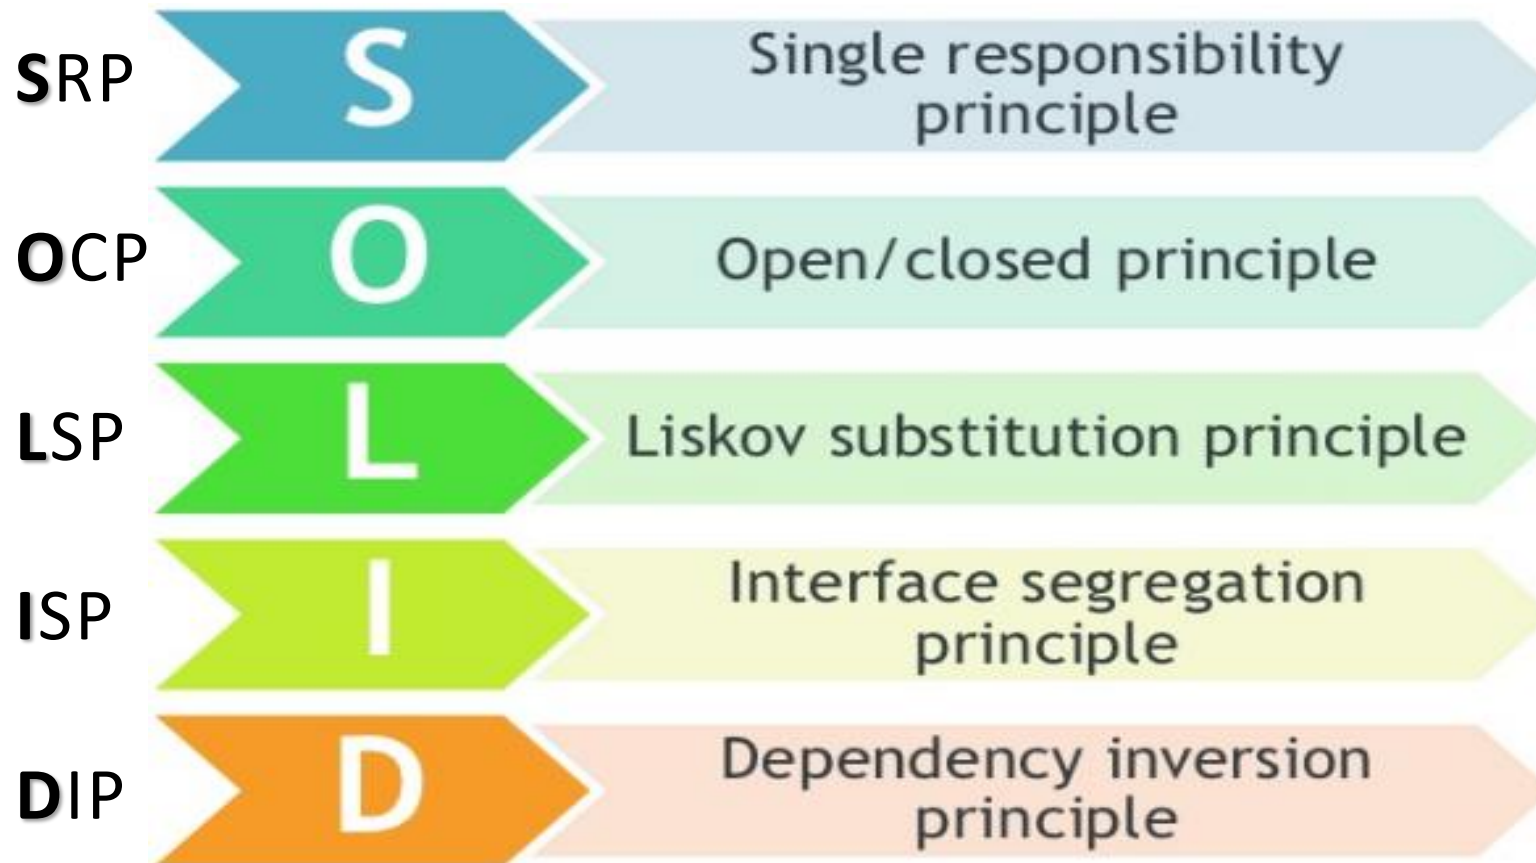 SRP
S
Single responsibility
principle
OCP
O
Open/closed principle
LSP
L
Liskov substitution principle
ISP
I
Interface segregation
principle
DIP
D
Dependency inversion
principle